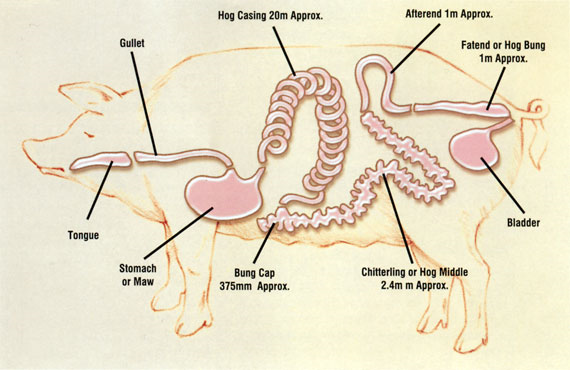 Hog Casing 20m Approx.
Afterend 1m Approx.
Gullet
Fatend or Hog Bung
1m Approx.
Tongue
Bladder
Stomach
or Maw
Bung Cap
375mm Approx.
Chitterling or Hog Middle
2.4m m Approx.